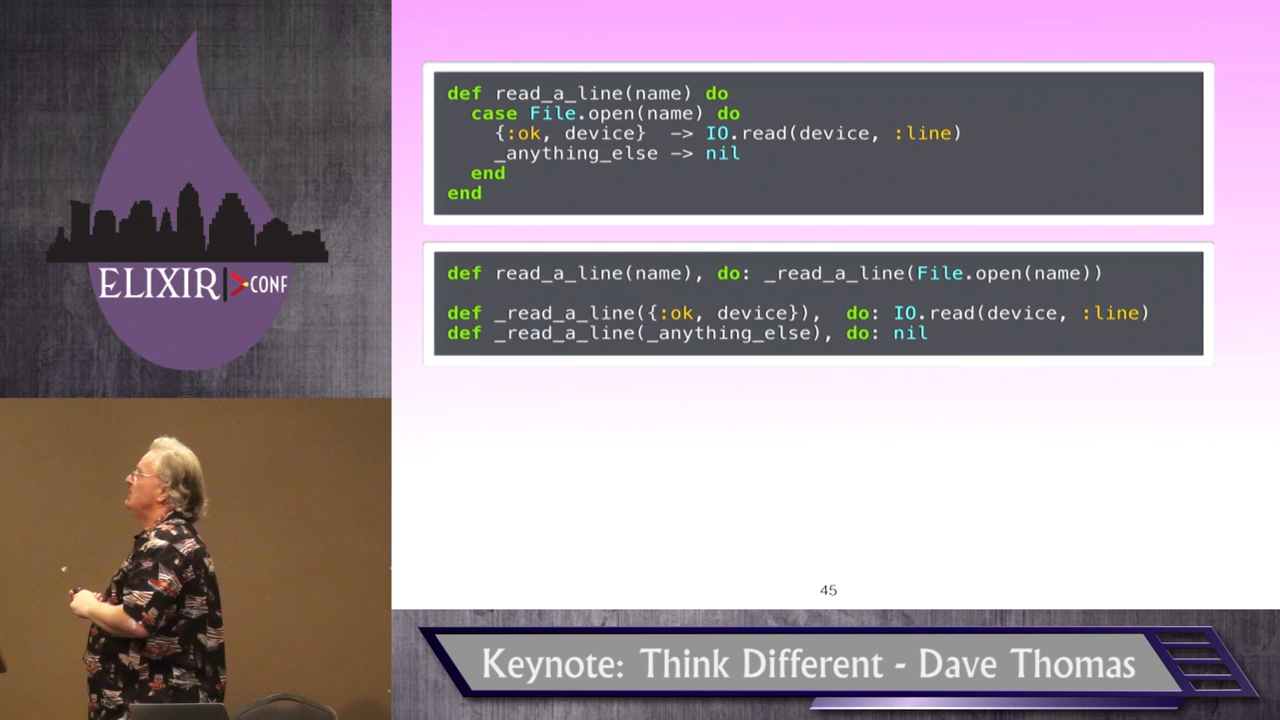 ELIXIR|>CONF
def read_a_line(name) do
case File.open(name) do
{:ok, device} -> IO.read(device, :line)
_anything_else -> nil
end
end
def read_a_line(name), do: _read_a_line(File.open(name))
def _read_a_line({:ok, device}), do: IO.read(device, :line)
def _read_a_line(_anything_else), do: nil
45
Keynote: Think Different - Dave Thomas